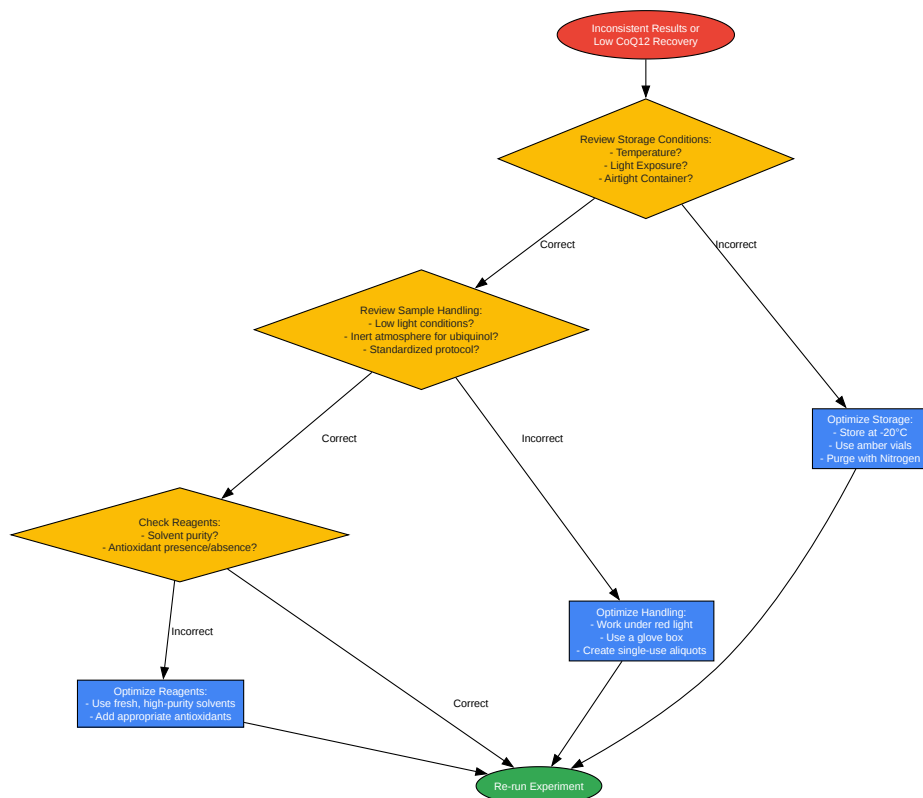 Inconsistent Results or
Low CoQ12 Recovery
Review Storage Conditions:
- Temperature?
- Light Exposure?
- Airtight Container?
Correct
Incorrect
Review Sample Handling:
- Low light conditions?
- Inert atmosphere for ubiquinol?
- Standardized protocol?
Correct
Incorrect
Optimize Storage:
- Store at -20°C
- Use amber vials
- Purge with Nitrogen
Check Reagents:
- Solvent purity?
- Antioxidant presence/absence?
Incorrect
Optimize Handling:
- Work under red light
- Use a glove box
- Create single-use aliquots
Optimize Reagents:
- Use fresh, high-purity solvents
- Add appropriate antioxidants
Correct
Re-run Experiment